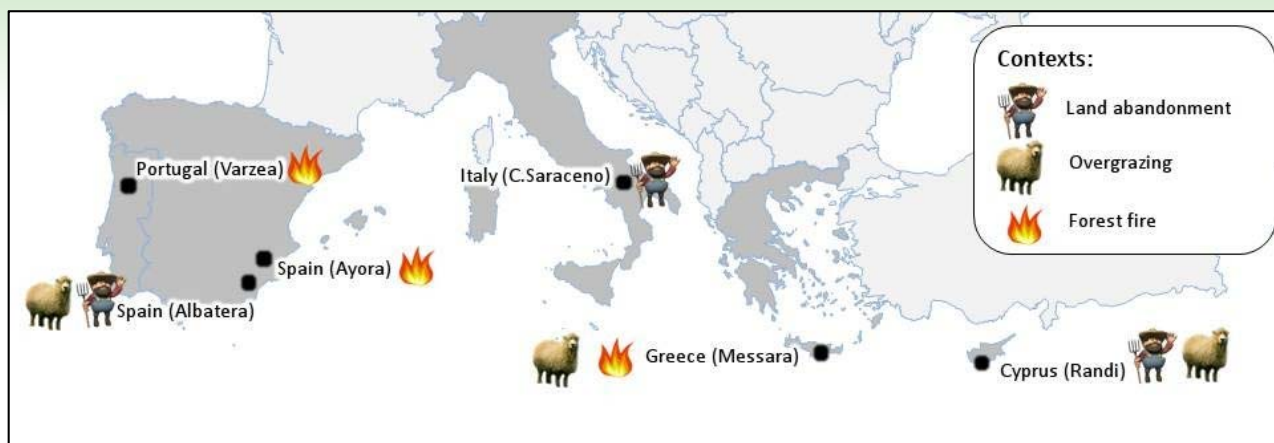 Contexts:
Land abandonment
Overgrazing
Forest fire
Portugal (Varzea)
Italy (C.Saraceno)
Spain (Ayora)
Spain (Albatera)
Greece (Messara)
Cyprus (Randi)